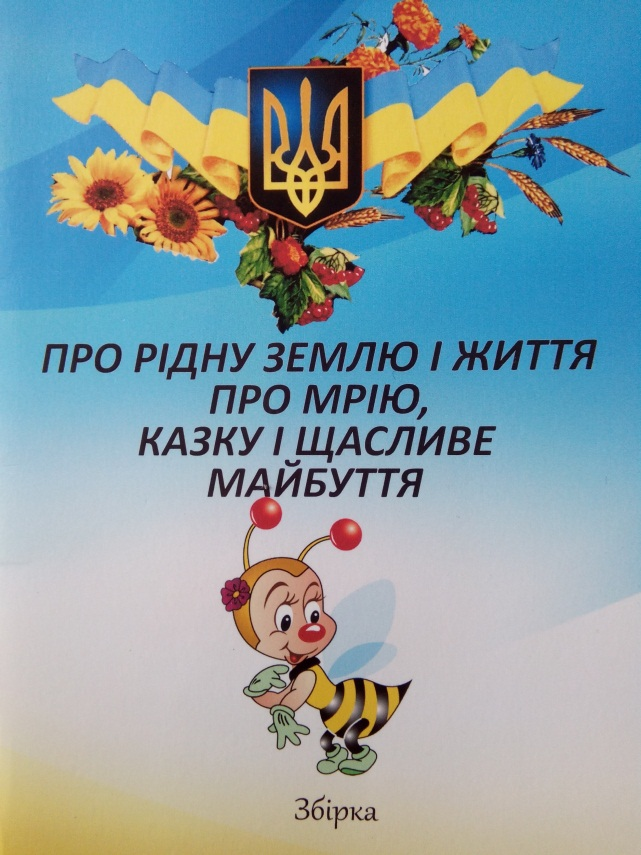 ПРО РІДНУ ЗЕМЛЮ І ЖИТТЯ
ПРО МРІЮ,
КАЗКУ І ЩАСЛИВЕ
МАЙБУТТЯ
Збірка